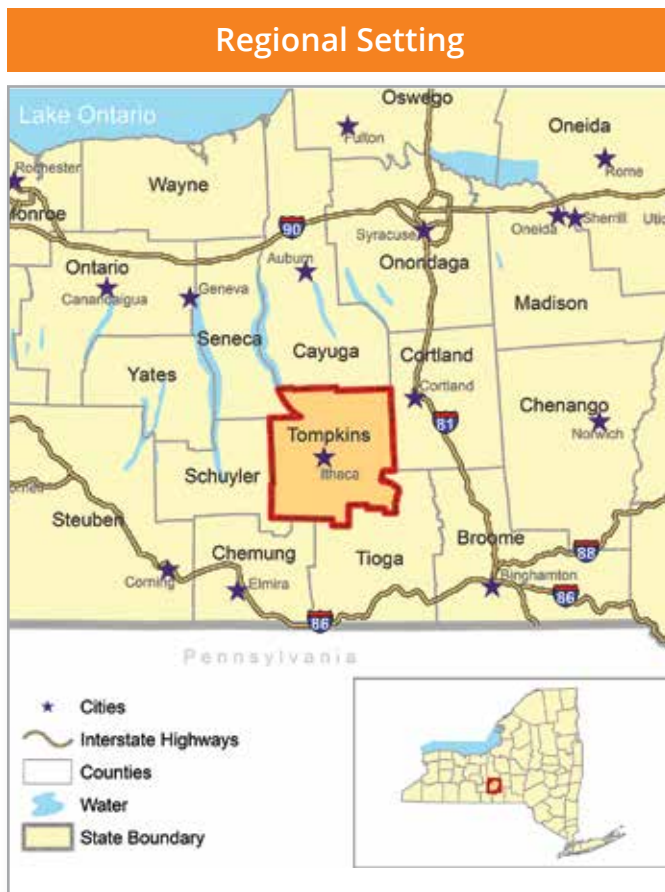 Regional Setting
Lake Ontario
Oswego
Fulton
Oneida
Rome
Rochester
Wayne
Monroe
90
Syracuse
Oneida
Sherrill
Utic
Ontario
Canandaigua
Geneva
Auburn
Onondaga
Seneca
Cayuga
Madison
Yates
Cortland
Cortland
81
Chenango
Norwich
Tompkins
Ithaca
Schuyler
Steuben
Chemung
Tioga
Broome
88
Corning
Elmira
Binghamton
86
86
Pennsylvania
Cities
Interstate Highways
Counties
Water
State Boundary